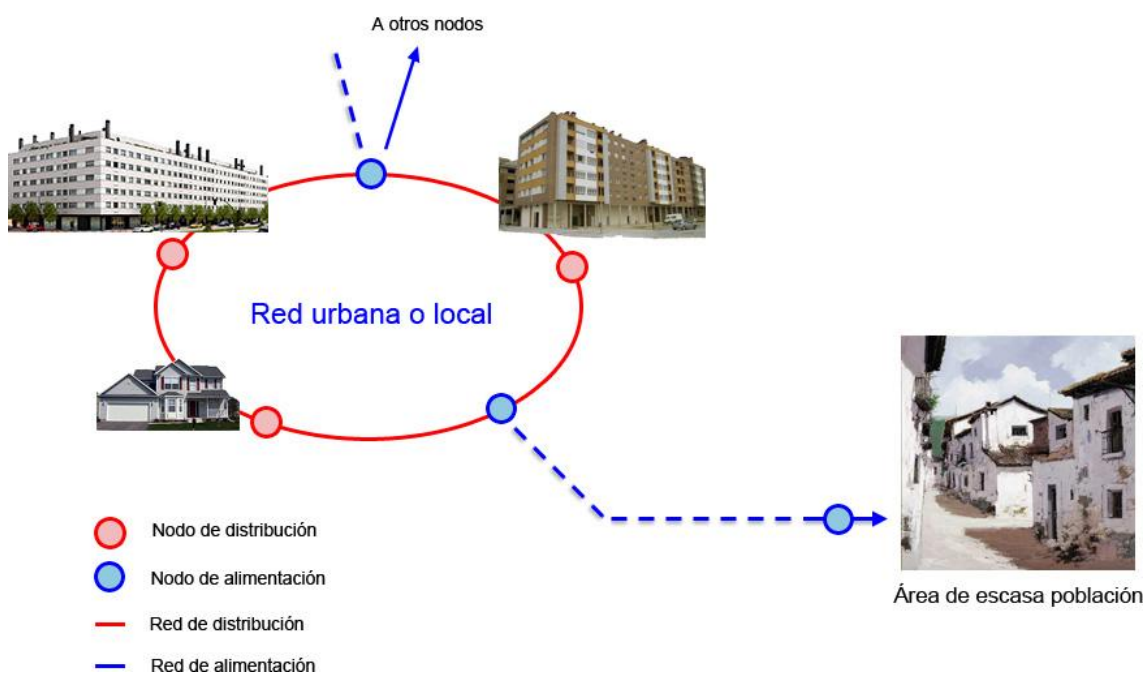 A otros nodos
Red urbana o local
Nodo de distribución
Nodo de alimentación
Red de distribución
Red de alimentación
Área de escasa población